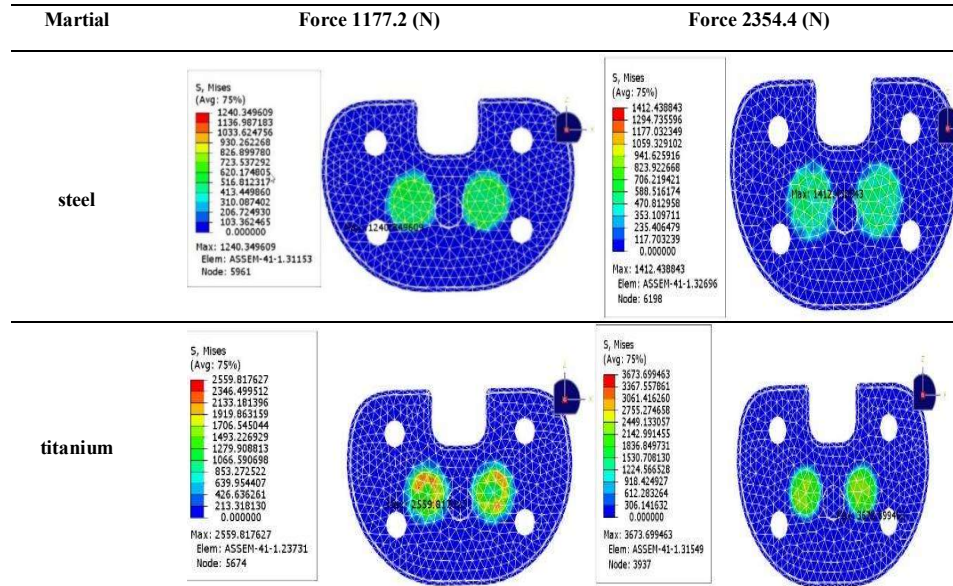 Martial Force 1177.2 (N) Force 2354.4 (N)
steel
S, Mises
(Avg: 75%)
1240.349609
1136.987183
1033.624756
930.262268
826.899780
723.537292
620.174805
516.812317
413.449860
310.087402
206.724930
103.362465
0.000000
Max: 1240.349609
Elem: ASSEM-41-1.31153
Node: 5961
S, Mises
(Avg: 75%)
1412.438843
1294.735596
1177.032349
1059.329102
941.625916
823.922668
706.219421
588.516174
470.812958
353.109711
235.406479
117.703239
0.000000
Max: 1412.438843
Elem: ASSEM-41-1.32696
Node: 6198
Max: 1412.438843
titanium
S, Mises
(Avg: 75%)
2559.817627
2346.499512
2133.181396
1919.863159
1706.545044
1493.226929
1279.908813
1066.590698
853.272522
639.954407
426.636261
213.318130
0.000000
Max: 2559.817627
Elem: ASSEM-41-1.23731
Node: 5674
S, Mises
(Avg: 75%)
3673.699463
3367.557861
3061.416260
2755.274658
2449.133057
2142.991455
1836.849731
1530.708130
1224.566528
918.424927
612.283264
306.141632
0.000000
Max: 3673.699463
Elem: ASSEM-41-1.31549
Node: 3937